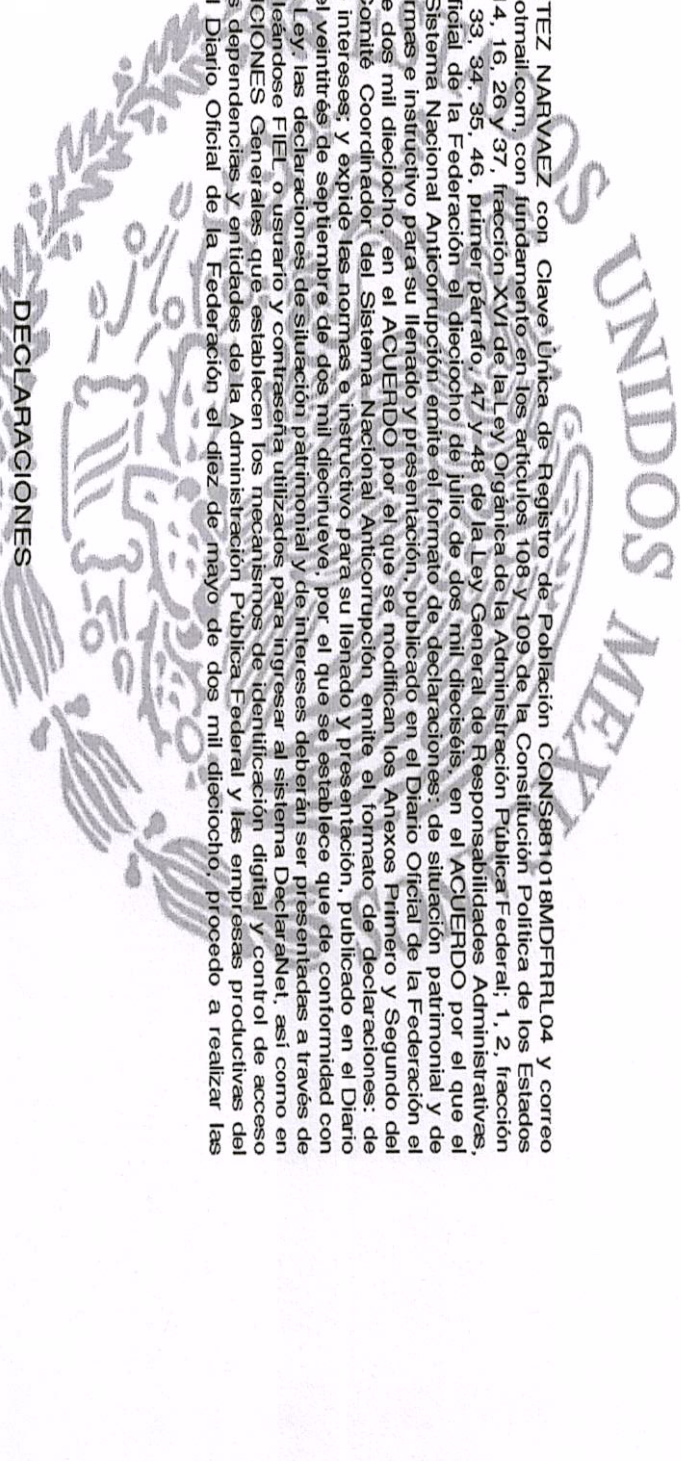 UNIDOS MEXI
TEZ NARVAEZ con Clave Única de Registro de Población CONS861018MDFRRL04 y correo
otmail.com, con fundamento en los artículos 108 y 109 de la Constitución Política de los Estados
14, 16, 26 y 37, fracción XVI de la Ley Orgánica de la Administración Pública Federal; 1, 2, fracción
33, 34, 35, 46, primer párrafo, 47 y 48 de la Ley General de Responsabilidades Administrativas,
ficial de la Federación el dieciocho de julio de dos mil dieciséis, en el ACUERDO por el que el
Sistema Nacional Anticorrupción emite el formato de declaraciones: de situación patrimonial y de
rmas e instructivo para su llenado y presentación, publicado en el Diario Oficial de la Federación el
e dos mil dieciocho, en el ACUERDO por el que se modifican los Anexos Primero y Segundo del
Comité Coordinador del Sistema Nacional Anticorrupción emite el formato de declaraciones: de
intereses; y expide las normas e instructivo para su llenado y presentación, publicado en el Diario
el veintitrés de septiembre de dos mil diecinueve, por el que se establece que de conformidad con
Ley, las declaraciones de situación patrimonial y de intereses deberán ser presentadas a través de
leándose FIEL o usuario y contraseña utilizados para ingresar al sistema DeclaraNet, así como en
CIONES Generales que establecen los mecanismos de identificación digital y control de acceso
s dependencias y entidades de la Administración Pública Federal y las empresas productivas del
l Diario Oficial de la Federación el diez de mayo de dos mil dieciocho, procedo a realizar las
DECLARACIONES